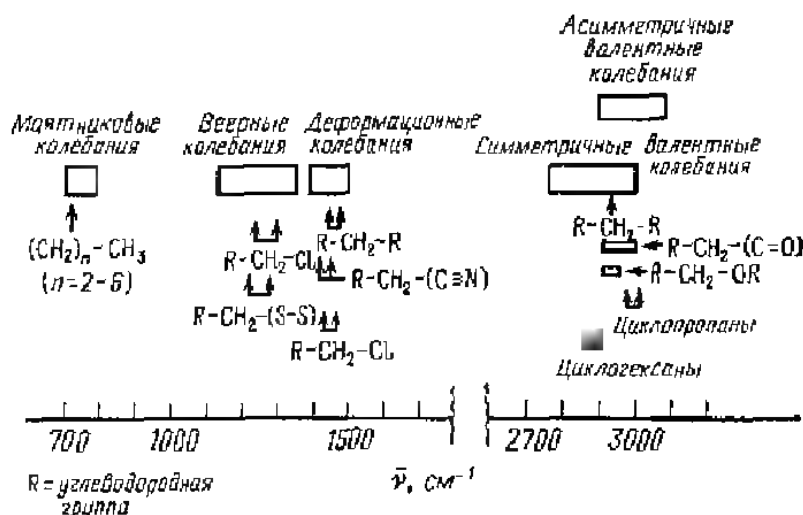 Асимметричные
валентные
колебания
Маятниковые
колебания
Веерные
колебания
Деформационные
колебания
Симметричные валентные
колебания
(CH₂)ₙ–CH₃
(n=2–6)
R–CH₂–Cl
R–CH₂–(S–S)
R–CH₂–R
R–CH₂–(C≡N)
R–CH₂–Cl
R–CH₂–R
R–CH₂–(C=O)
R–CH₂–OR
Циклопропаны
Циклогексаны
700 1000 1500 2700 3000
R = углеводородная
группа
ν̄, см⁻¹